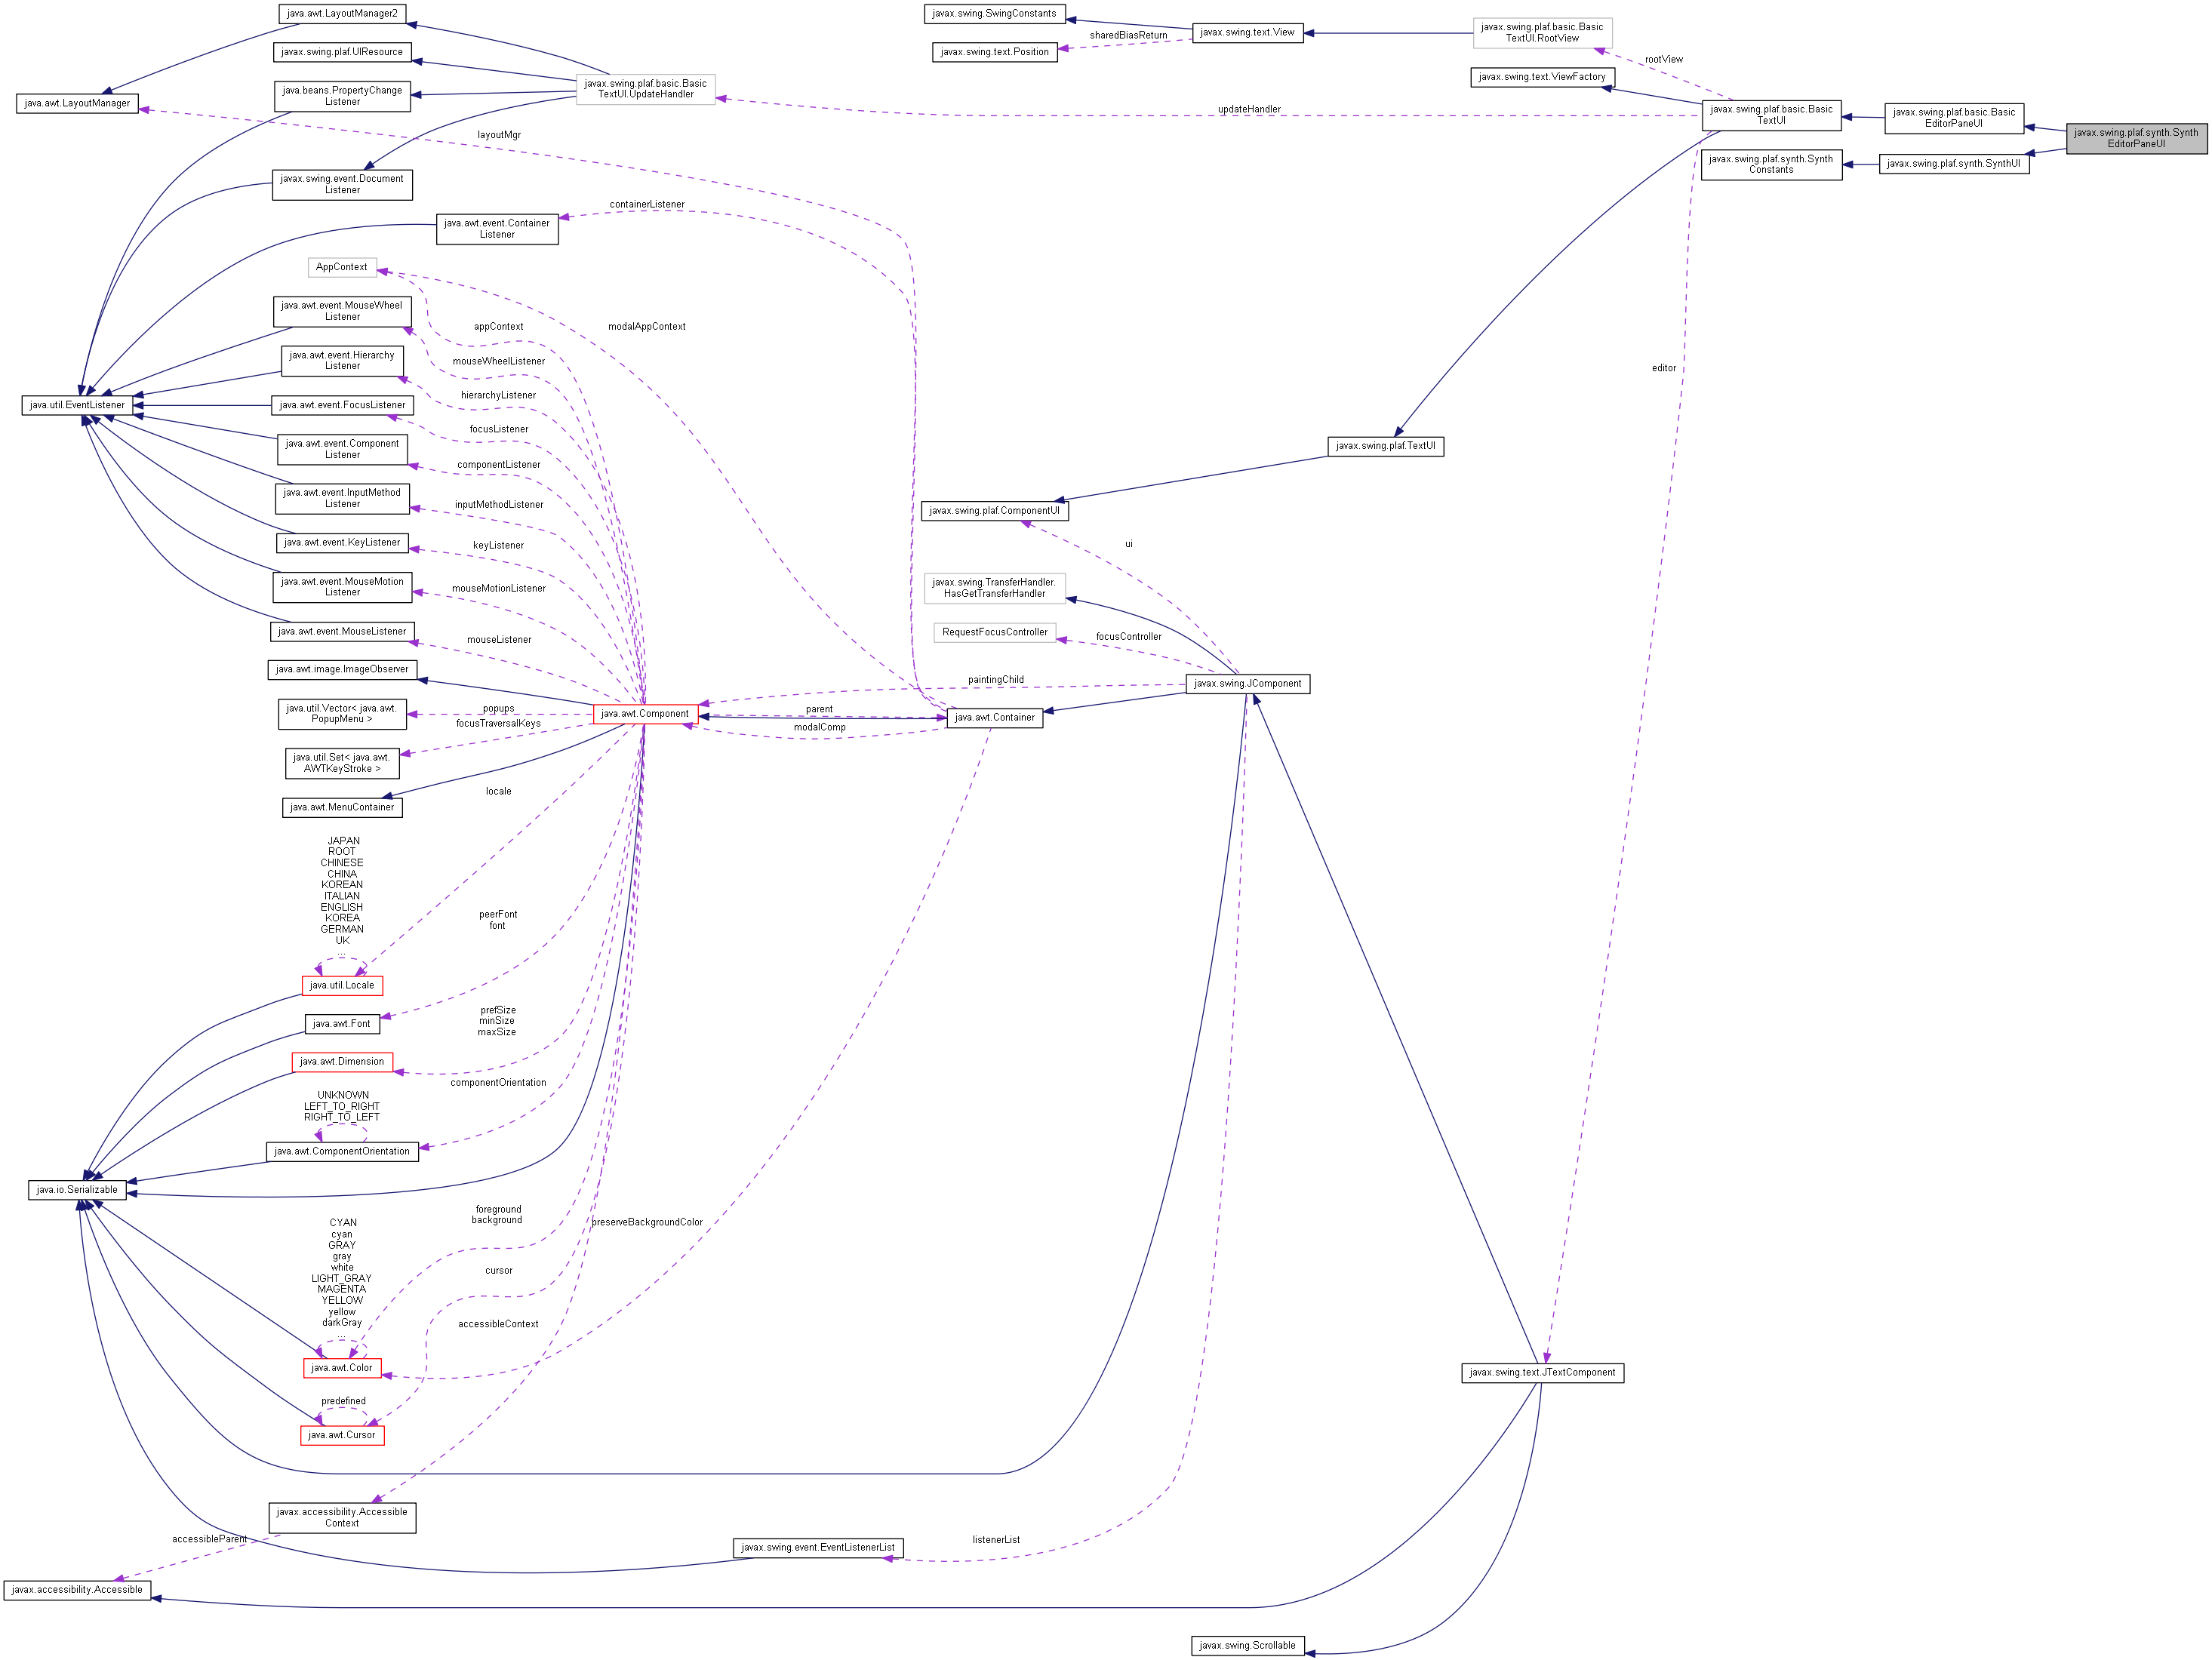 java.awt.LayoutManager2
javax.swing.plaf.UIResource
java.beans.PropertyChange
Listener
java.awt.LayoutManager
javax.swing.event.Document
Listener
java.awt.event.Container
Listener
AppContext
java.awt.event.MouseWheel
Listener
java.awt.event.Hierarchy
Listener
java.util.EventListener
java.awt.event.FocusListener
java.awt.event.Component
Listener
java.awt.event.InputMethod
Listener
java.awt.event.KeyListener
java.awt.event.MouseMotion
Listener
java.awt.event.MouseListener
java.awt.image.ImageObserver
java.util.Vector< java.awt.
PopupMenu >
java.util.Set< java.awt.
AWTKeyStroke >
java.awt.MenuContainer
JAPAN
ROOT
CHINESE
CHINA
KOREAN
ITALIAN
ENGLISH
KOREA
GERMAN
UK
...
java.util.Locale
java.awt.Font
java.awt.Dimension
UNKNOWN
LEFT_TO_RIGHT
RIGHT_TO_LEFT
java.awt.ComponentOrientation
java.io.Serializable
CYAN
cyan
GRAY
gray
white
LIGHT_GRAY
MAGENTA
YELLOW
yellow
darkGray
...
java.awt.Color
predefined
java.awt.Cursor
javax.accessibility.Accessible
Context
accessibleParent
javax.accessibility.Accessible
javax.swing.plaf.basic.Basic
TextUI.UpdateHandler
layoutMgr
containerListener
appContext
modalAppContext
mouseWheelListener
hierarchyListener
focusListener
componentListener
inputMethodListener
keyListener
mouseMotionListener
mouseListener
java.awt.Component
popups
focusTraversalKeys
locale
peerFont
font
prefSize
minSize
maxSize
componentOrientation
foreground
background
preserveBackgroundColor
cursor
accessibleContext
javax.swing.event.EventListenerList
listenerList
javax.swing.SwingConstants
javax.swing.text.Position
sharedBiasReturn
javax.swing.text.View
javax.swing.plaf.basic.Basic
TextUI.RootView
rootView
javax.swing.text.ViewFactory
updateHandler
javax.swing.plaf.basic.Basic
TextUI
javax.swing.plaf.basic.Basic
EditorPaneUI
javax.swing.plaf.synth.Synth
EditorPaneUI
javax.swing.plaf.synth.Synth
Constants
javax.swing.plaf.synth.SynthUI
editor
javax.swing.plaf.TextUI
javax.swing.plaf.ComponentUI
ui
javax.swing.TransferHandler.
HasGetTransferHandler
RequestFocusController
focusController
paintingChild
javax.swing.JComponent
parent
java.awt.Container
modalComp
javax.swing.text.JTextComponent
javax.swing.Scrollable